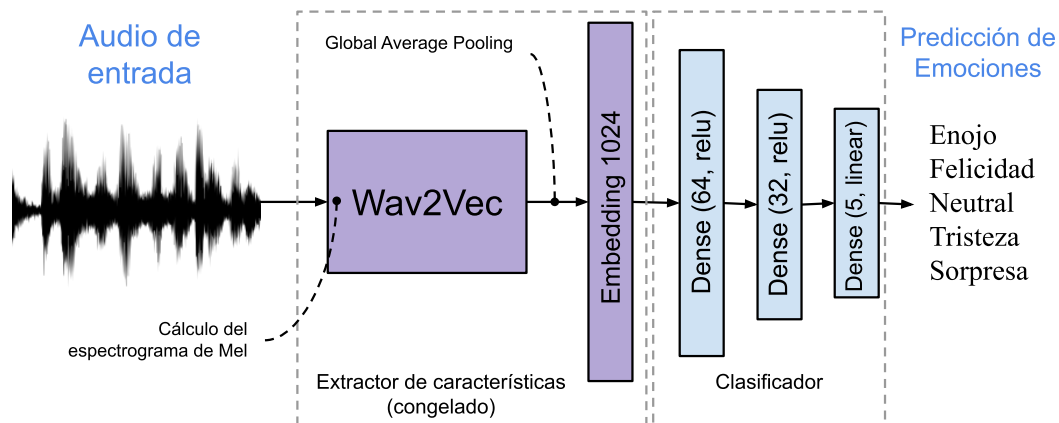 Audio de
entrada
Global Average Pooling
Wav2Vec
Cálculo del
espectrograma de Mel
Embedding 1024
Extractor de características
(congelado)
Dense (64, relu)
Dense (32, relu)
Dense (5, linear)
Clasificador
Predicción de
Emociones
Enojo
Felicidad
Neutral
Tristeza
Sorpresa